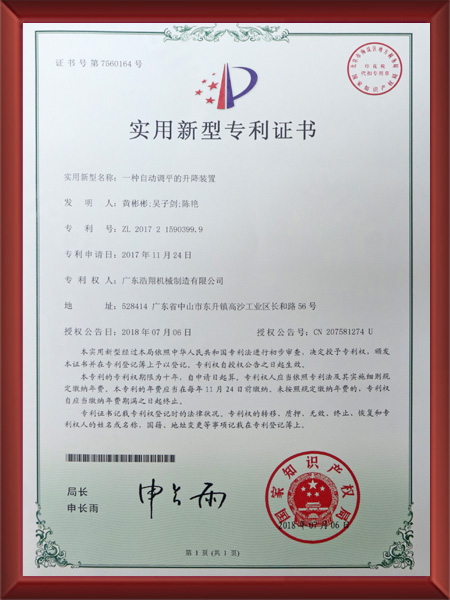 证书号第7560164号
实用新型专利证书
实用新型名称：一种自动调平的升降装置
发 明 人：黄彬彬;吴子剑;陈艳
专 利 号：ZL 2017 2 1590399.9
专利申请日：2017年11月24日
专 利 权 人：广东浩翔机械制造有限公司
地 址：528414 广东省中山市东升镇高沙工业区长和路56号
授权公告日：2018年07月06日 授权公告号：CN 207581274 U
本实用新型经过本局依照中华人民共和国专利法进行初步审查，决定授予专利权，颁发
本证书并在专利登记簿上予以登记。专利权自授权公告之日起生效。
本专利的专利权期限为十年，自申请日起算。专利权人应当依照专利法及其实施细则规
定缴纳年费。本专利的年费应当在每年11月24日前缴纳。未按照规定缴纳年费的，专利权
自应当缴纳年费期满之日起终止。
专利证书记载专利权登记时的法律状况。专利权的转移、质押、无效、终止、恢复和专
利权人的姓名或名称、国籍、地址变更等事项记载在专利登记簿上。
局长
申长雨
申长雨
国家知识产权局
2018年07月06日
第1页（共1页）